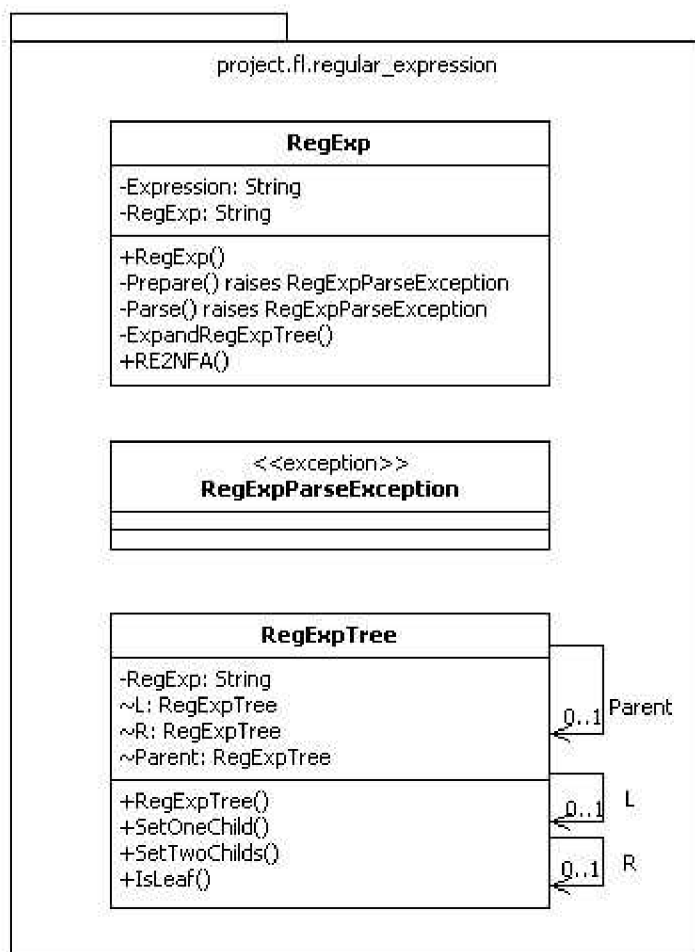 project.fl.regular_expression
RegExp
-Expression: String
-RegExp: String
+RegExp()
-Prepare() raises RegExpParseException
-Parse() raises RegExpParseException
-ExpandRegExpTree()
+RE2NFA()
<<exception>>
RegExpParseException
RegExpTree
-RegExp: String
~L: RegExpTree
~R: RegExpTree
~Parent: RegExpTree
+RegExpTree()
+SetOneChild()
+SetTwoChilds()
+IsLeaf()
0..1 Parent
0..1 L
0..1 R